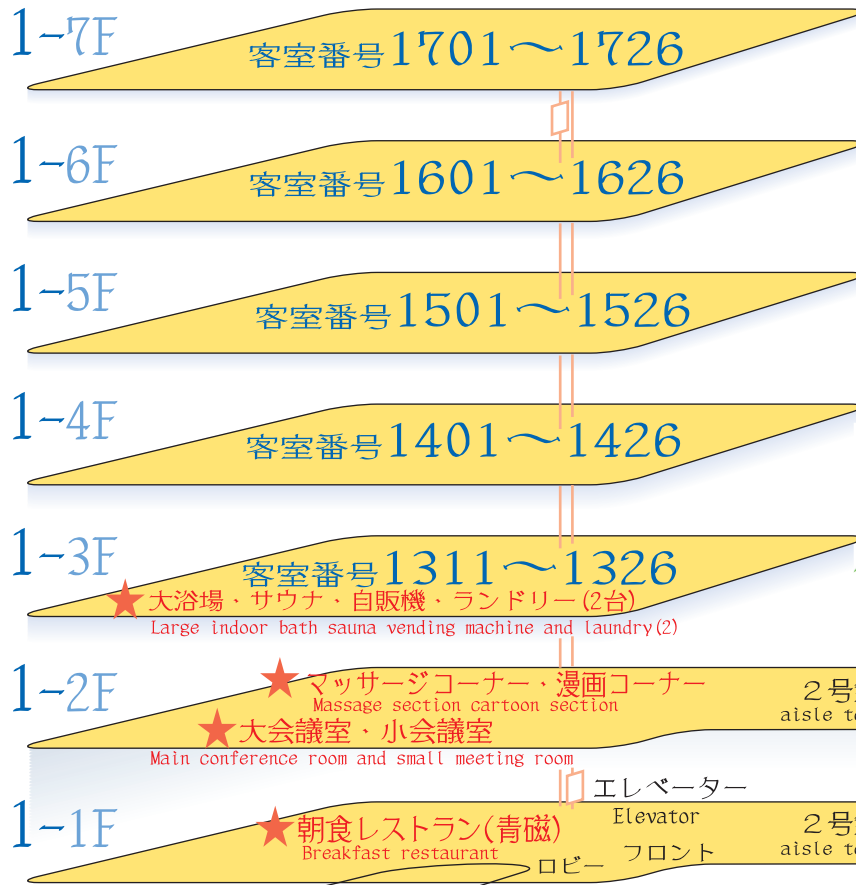 1-7F
客室番号1701〜1726
1-6F
客室番号1601〜1626
1-5F
客室番号1501〜1526
1-4F
客室番号1401〜1426
1-3F
客室番号1311〜1326
★大浴場・サウナ・自販機・ランドリー(2台)
Large indoor bath sauna vending machine and laundry(2)
1-2F
★マッサージコーナー・漫画コーナー
Massage section cartoon section
2号
aisle
★大会議室・小会議室
Main conference room and small meeting room
エレベーター
Elevator
1-1F
★朝食レストラン(青磁)
Breakfast restaurant
2号
aisle
ロビー
フロント